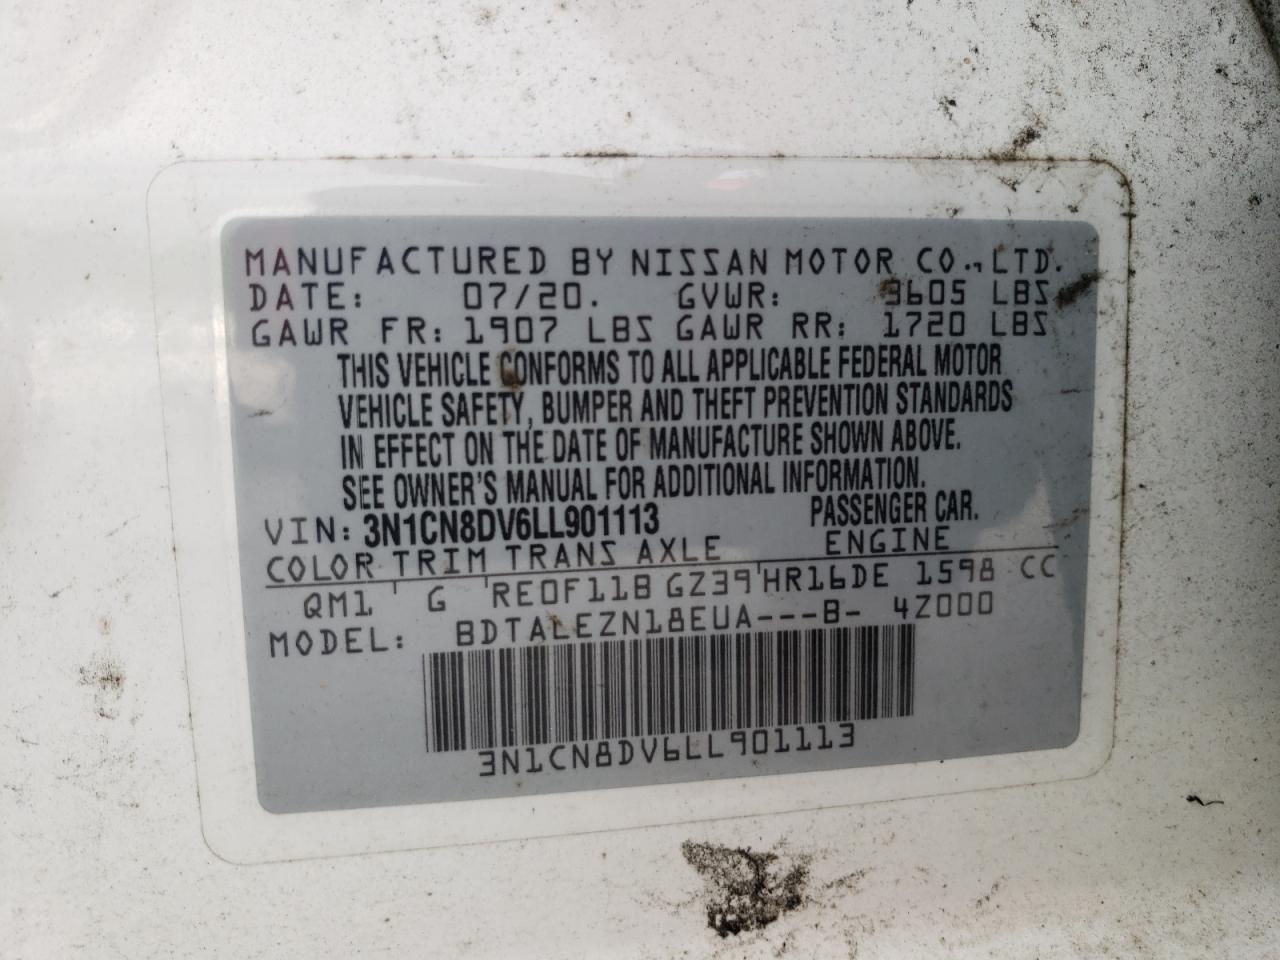 MANUFACTURED BY NISSAN MOTOR CO., LTD.
DATE: 07/20. GVWR: 3605 LBS
GAWR FR: 1907 LBS GAWR RR: 1720 LBS
THIS VEHICLE CONFORMS TO ALL APPLICABLE FEDERAL MOTOR
VEHICLE SAFETY, BUMPER AND THEFT PREVENTION STANDARDS
IN EFFECT ON THE DATE OF MANUFACTURE SHOWN ABOVE.
SEE OWNER'S MANUAL FOR ADDITIONAL INFORMATION.
VIN: 3N1CN8DV6LL901113 PASSENGER CAR.
COLOR TRIM TRANS AXLE ENGINE
QM1 G RE0F11B GZ39 HR16DE 1598 CC
MODEL: BDTALEZN18EUA---B- 4Z000
3N1CN8DV6LL901113